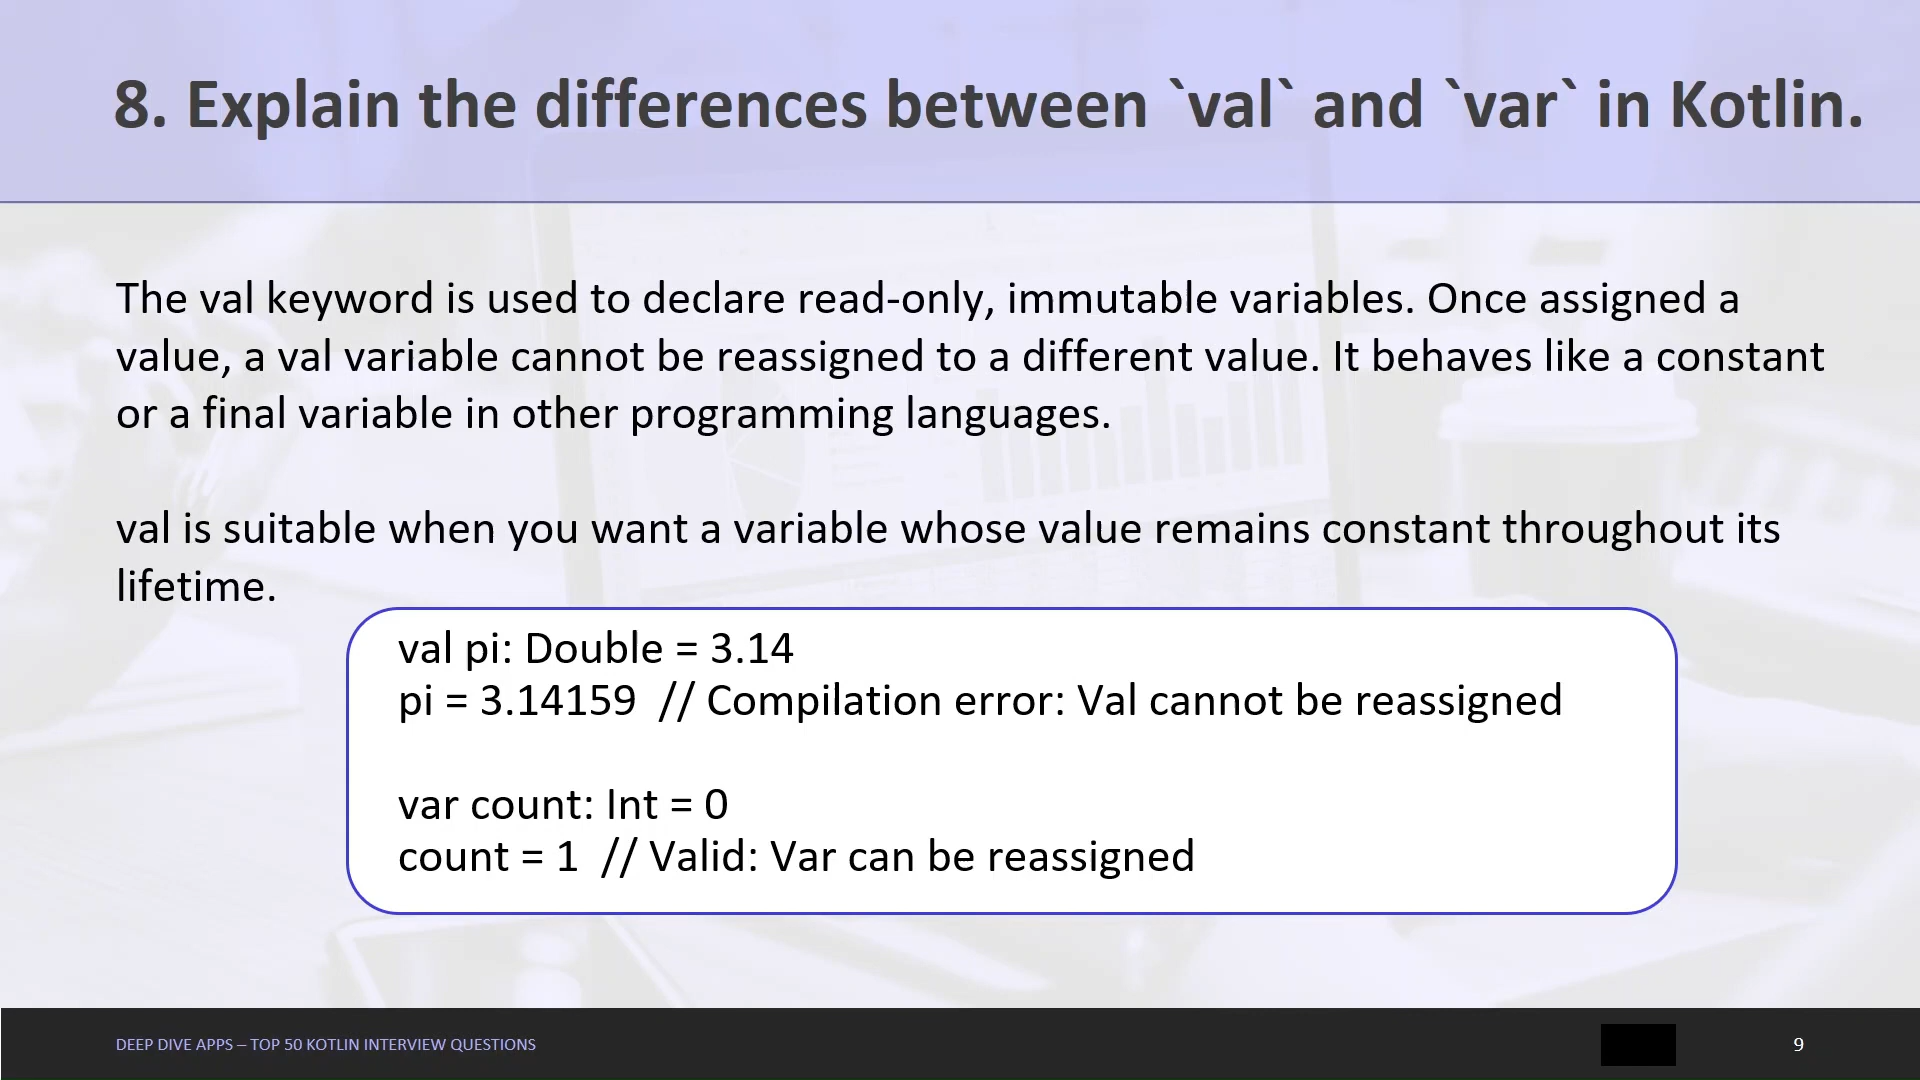 8. Explain the differences between `val` and `var` in Kotlin.
The val keyword is used to declare read-only, immutable variables. Once assigned a
value, a val variable cannot be reassigned to a different value. It behaves like a constant
or a final variable in other programming languages.
val is suitable when you want a variable whose value remains constant throughout its
lifetime.
val pi: Double = 3.14
pi = 3.14159  // Compilation error: Val cannot be reassigned
var count: Int = 0
count = 1  // Valid: Var can be reassigned
DEEP DIVE APPS – TOP 50 KOTLIN INTERVIEW QUESTIONS
9